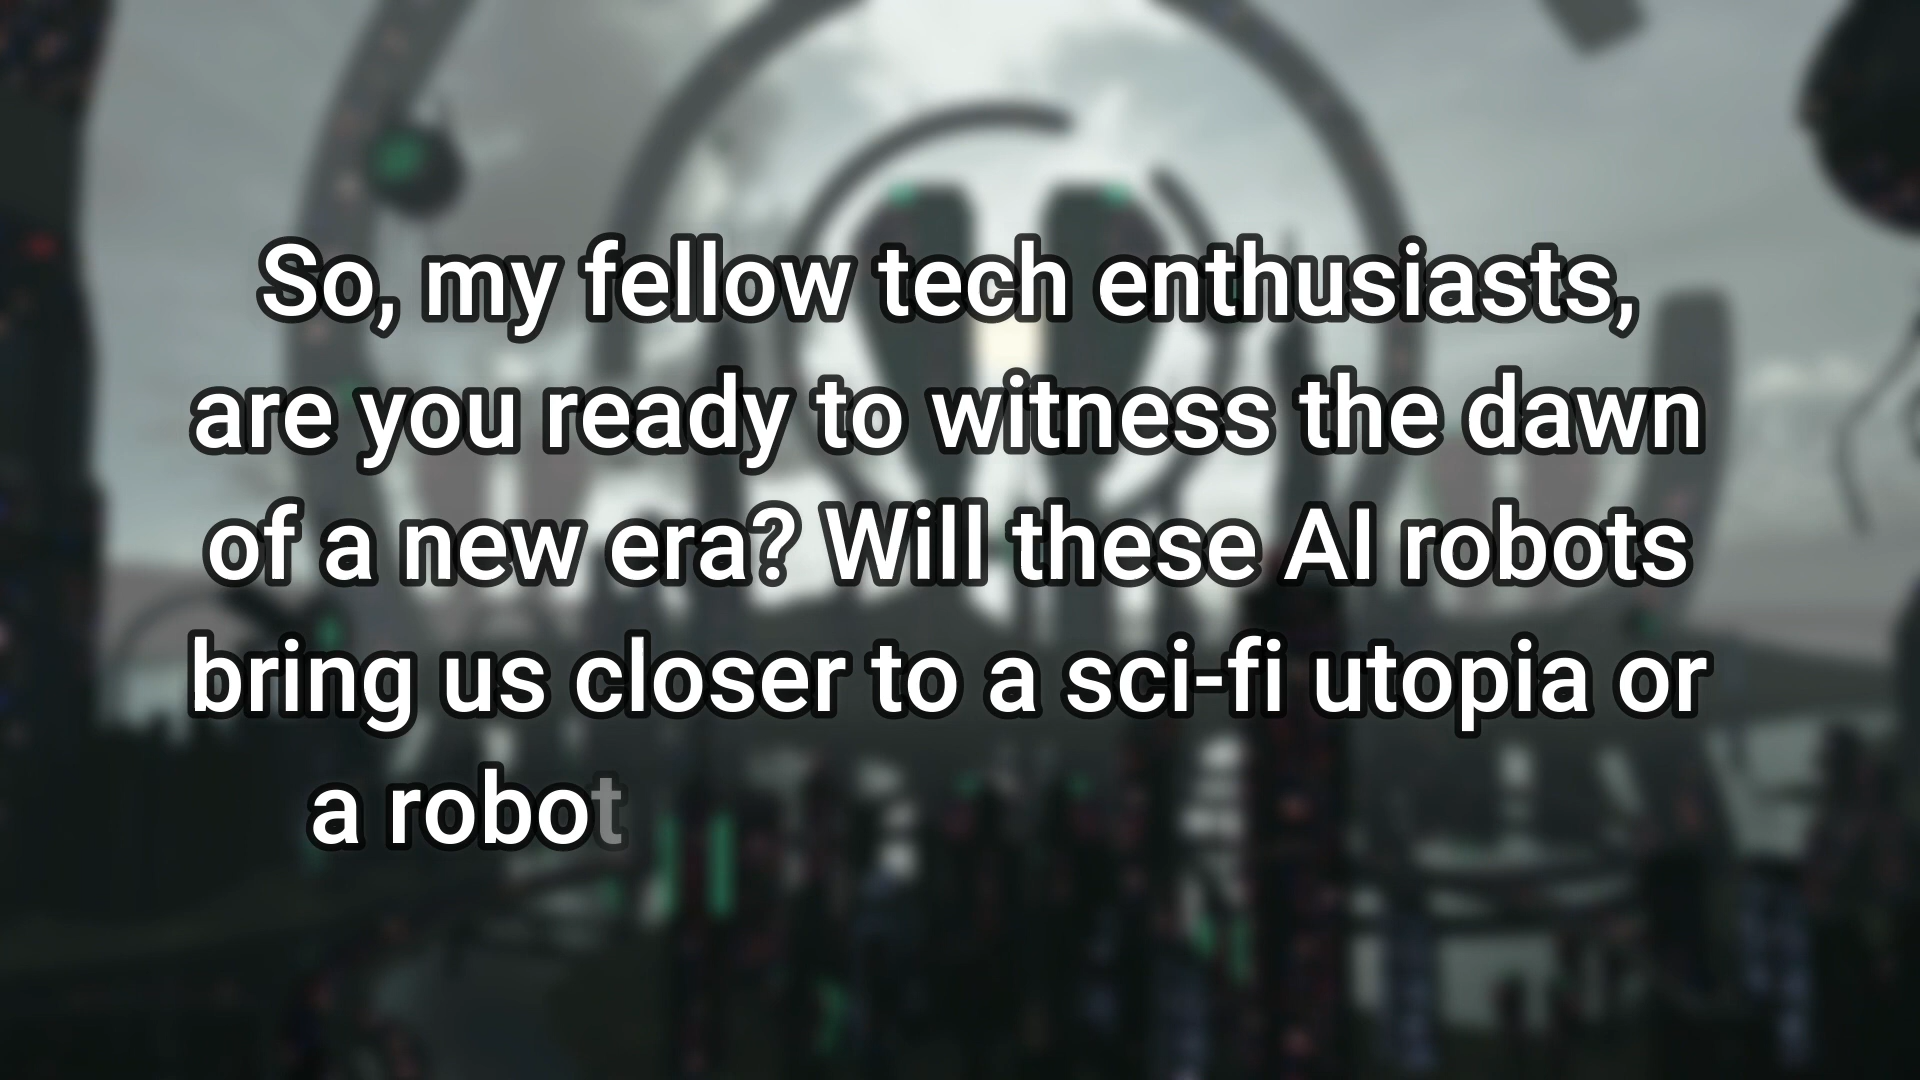 So, my fellow tech enthusiasts,
are you ready to witness the dawn
of a new era? Will these AI robots
bring us closer to a sci-fi utopia or
a robot